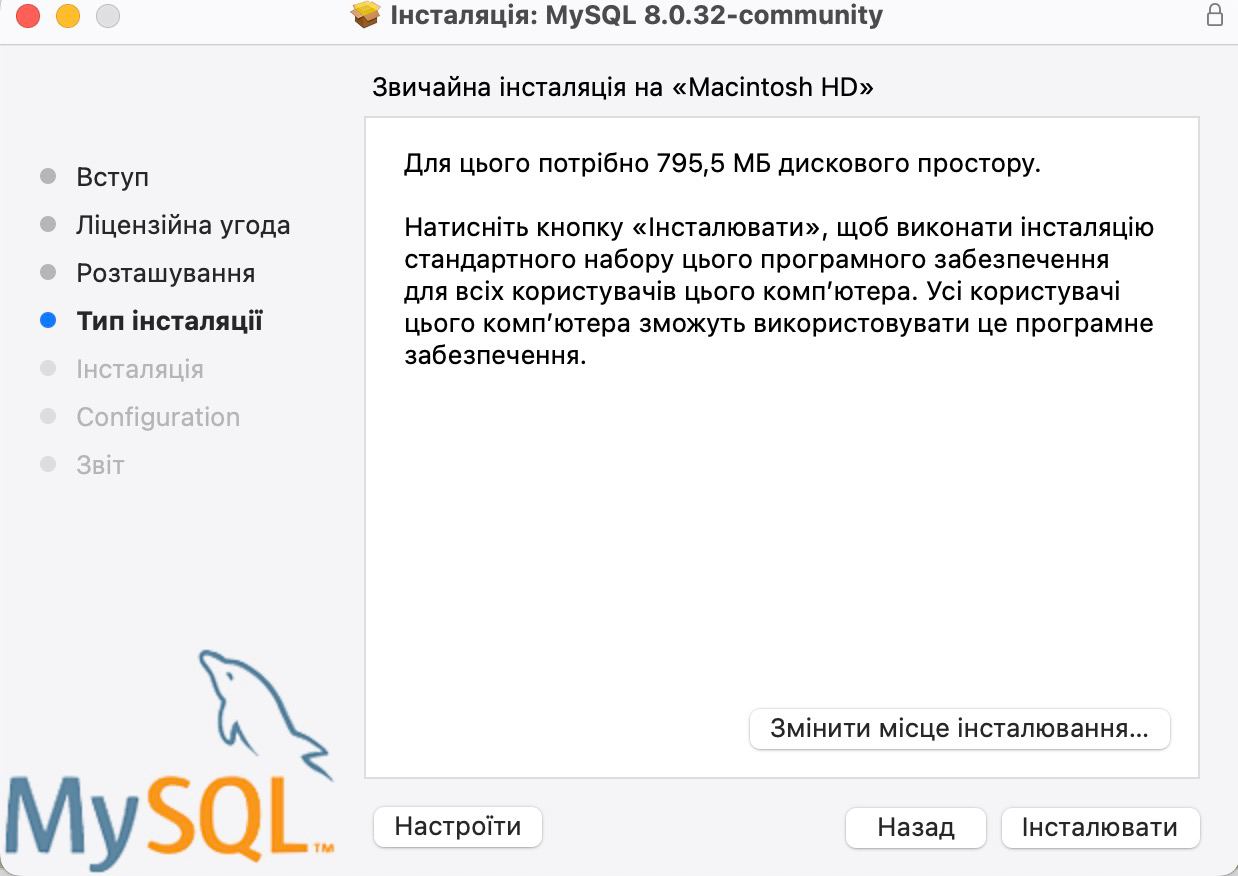 Інсталяція: MySQL 8.0.32-community
Звичайна інсталяція на «Macintosh HD»
Вступ
Ліцензійна угода
Розташування
Тип інсталяції
Інсталяція
Configuration
Звіт
Для цього потрібно 795,5 МБ дискового простору.
Натисніть кнопку «Інсталювати», щоб виконати інсталяцію
стандартного набору цього програмного забезпечення
для всіх користувачів цього комп’ютера. Усі користувачі
цього комп’ютера зможуть використовувати це програмне
забезпечення.
Змінити місце інсталювання...
MySQL™
Настроїти
Назад
Інсталювати